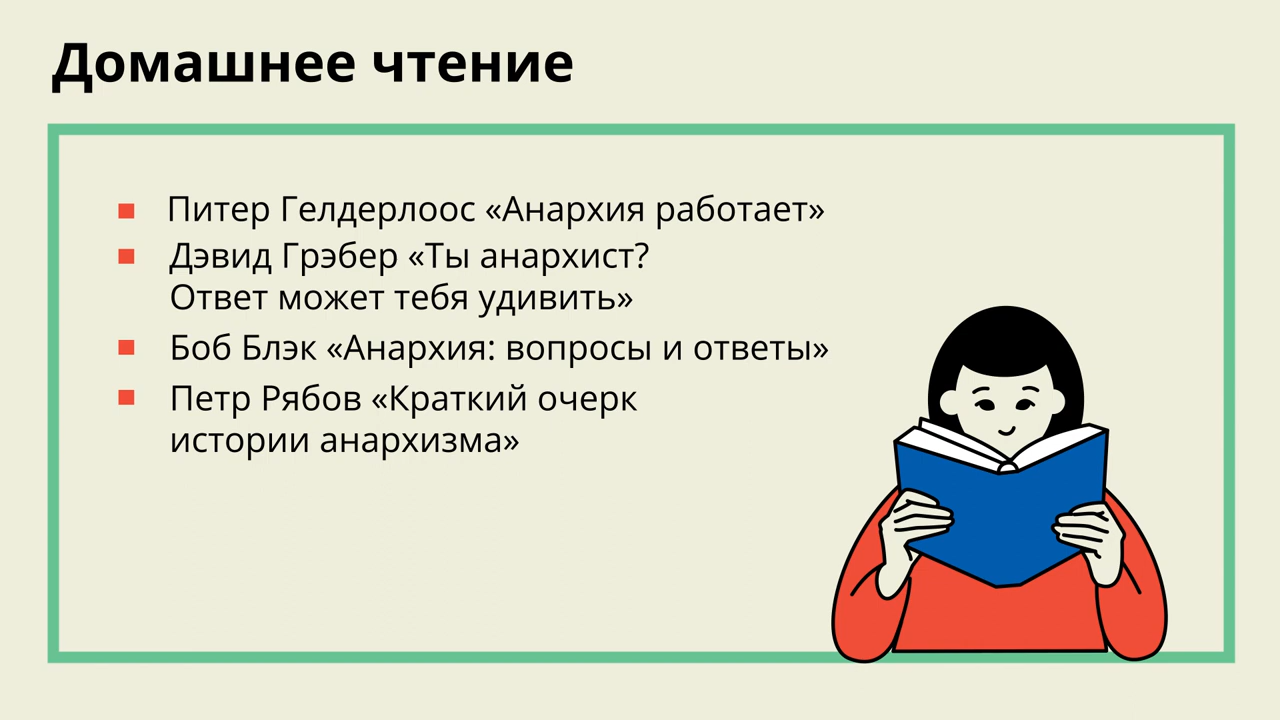 Домашнее чтение
Питер Гелдерлоос «Анархия работает»
Дэвид Грэбер «Ты анархист?
Ответ может тебя удивить»
Боб Блэк «Анархия: вопросы и ответы»
Петр Рябов «Краткий очерк
истории анархизма»